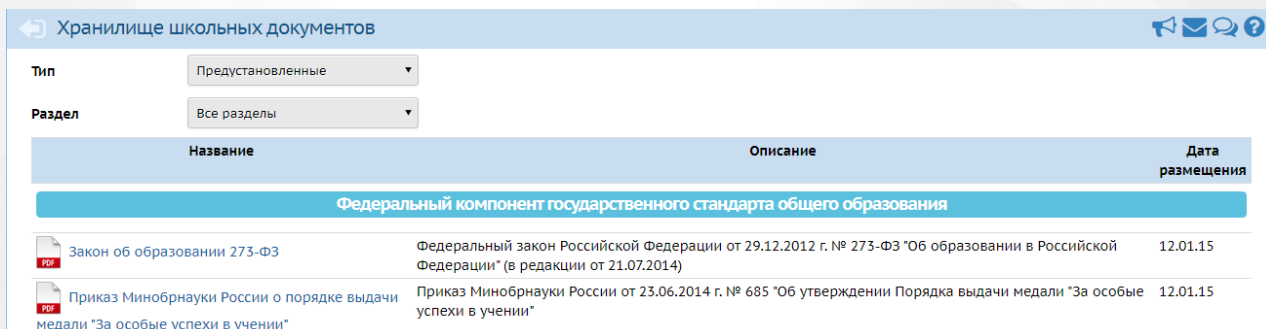 Хранилище школьных документов
Тип
Предустановленные
Раздел
Все разделы
Название
Описание
Дата
размещения
Федеральный компонент государственного стандарта общего образования
PDF
Закон об образовании 273-ФЗ
Федеральный закон Российской Федерации от 29.12.2012 г. № 273-ФЗ "Об образовании в Российской
Федерации" (в редакции от 21.07.2014)
12.01.15
PDF
Приказ Минобрнауки России о порядке выдачи
медали "За особые успехи в учении"
Приказ Минобрнауки России от 23.06.2014 г. № 685 "Об утверждении Порядка выдачи медали "За особые
успехи в учении"
12.01.15